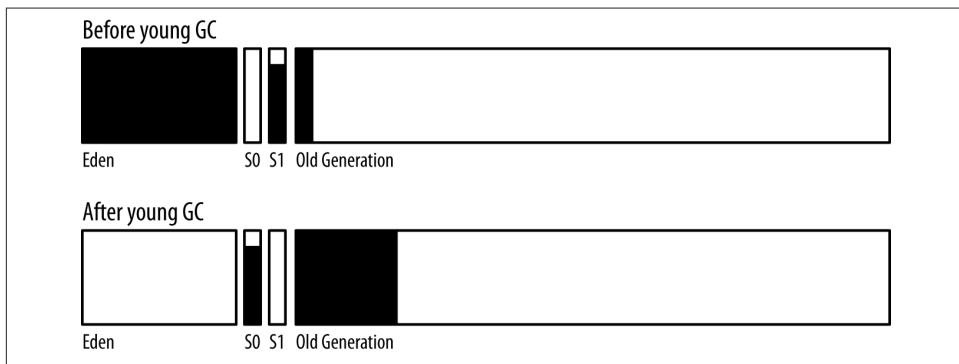 Before young GC
Eden S0 S1 Old Generation
After young GC
Eden S0 S1 Old Generation